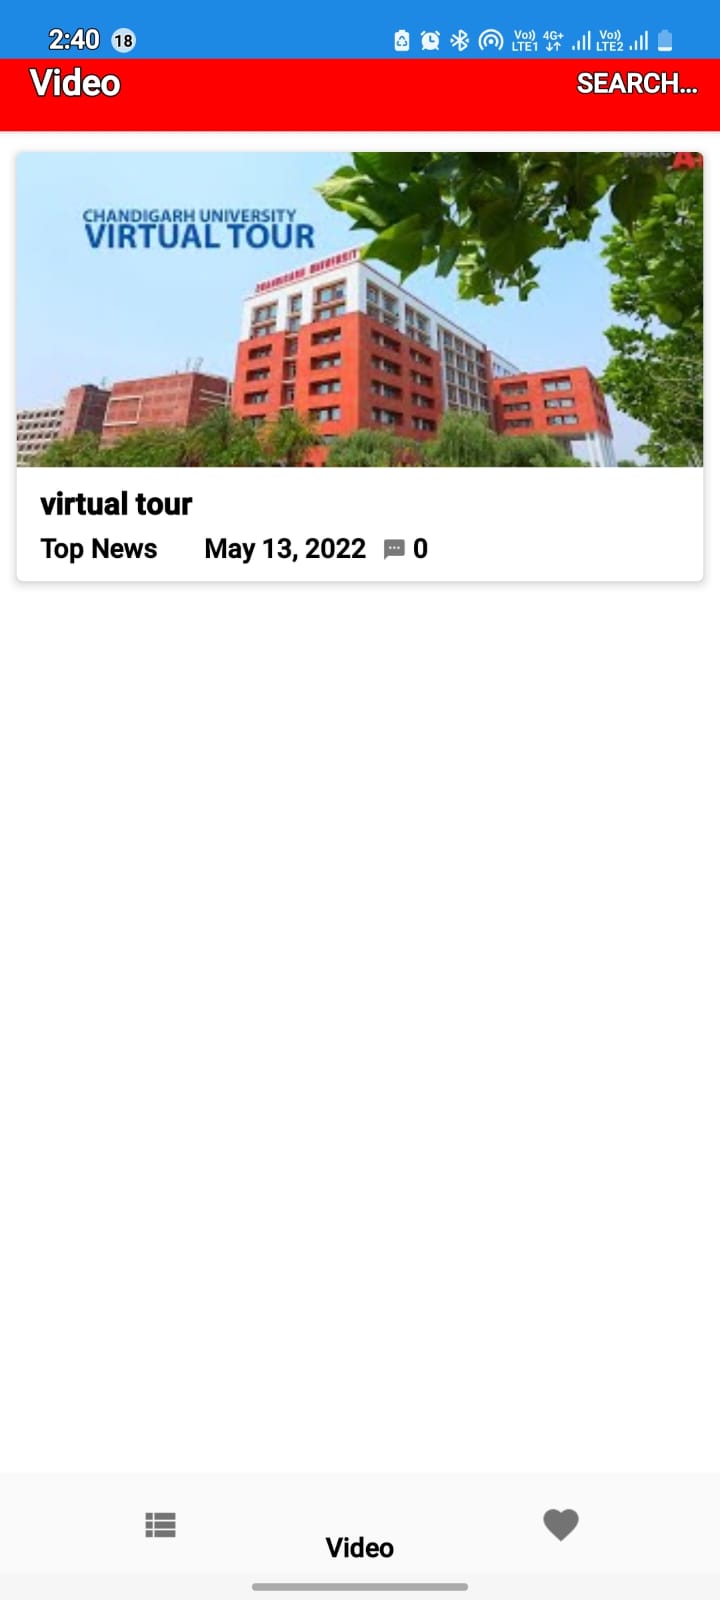 2:40 18 Vo)) LTE1 4G+ Vo)) LTE2
Video SEARCH...
A+
CHANDIGARH UNIVERSITY
VIRTUAL TOUR
CHANDIGARH UNIVERSITY
virtual tour
Top News May 13, 2022 0
Video